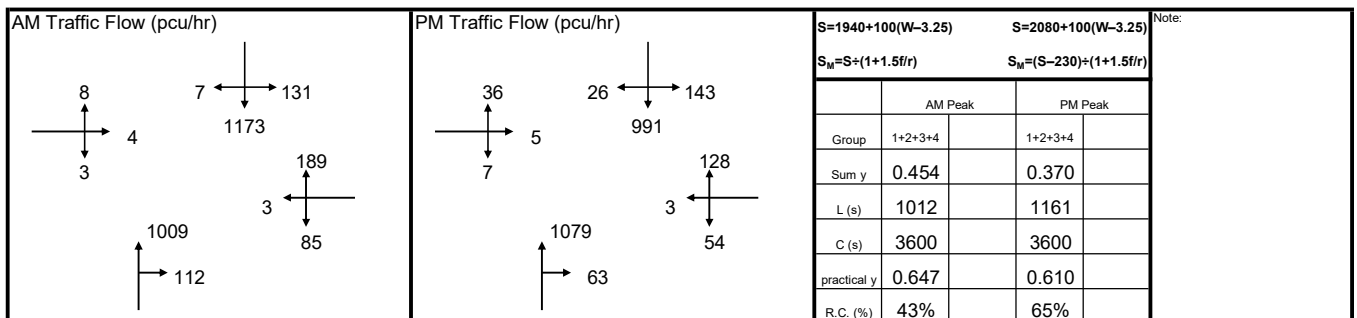 AM Traffic Flow (pcu/hr)
8
4
3
7
131
1173
189
3
85
1009
112
PM Traffic Flow (pcu/hr)
36
5
7
26
143
991
128
3
54
1079
63
S=1940+100(W–3.25) S=2080+100(W–3.25)
SM=S÷(1+1.5f/r) SM=(S–230)÷(1+1.5f/r)
AM Peak PM Peak
Group 1+2+3+4 1+2+3+4
Sum y 0.454 0.370
L (s) 1012 1161
C (s) 3600 3600
practical y 0.647 0.610
R.C. (%) 43% 65%
Note: